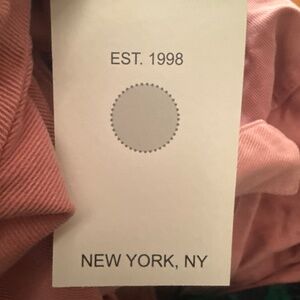 EST. 1998
NEW YORK, NY